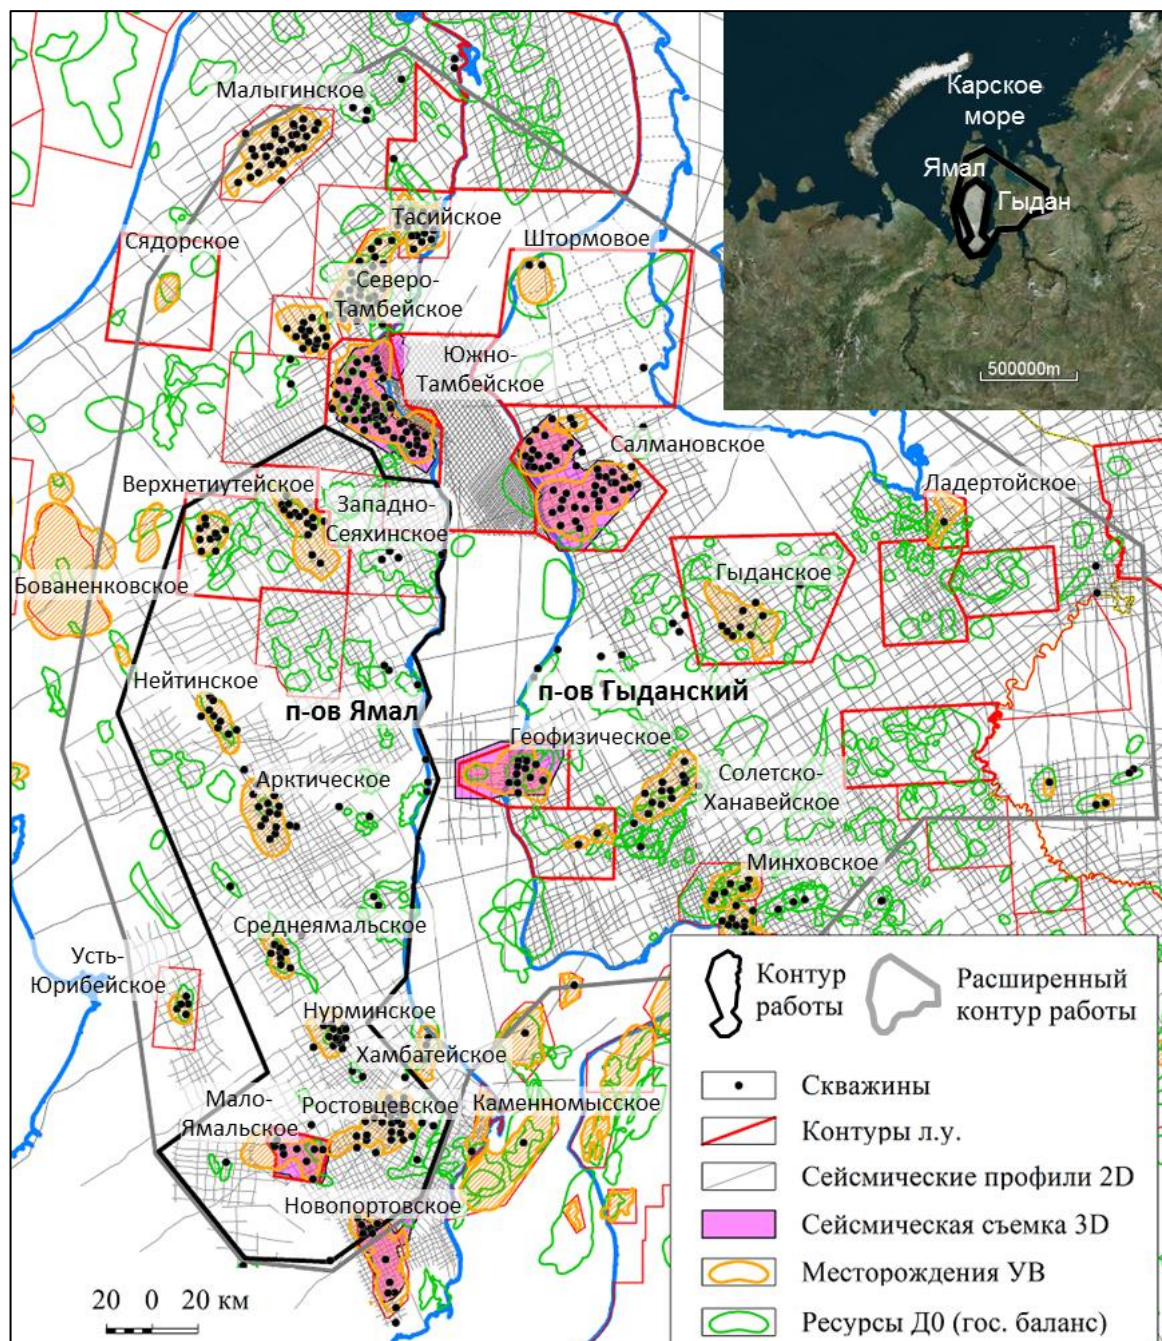 Малыгинское
Карское
море
Ямал
Гыдан
500000m
Тасийское
Сядорское
Штормовое
Северо-
Тамбейское
Южно-
Тамбейское
Салмановское
Верхнетиутейское
Западно-
Сеяхинское
Ладертойское
Бованенковское
Гыданское
Нейтинское
п-ов Ямал
п-ов Гыданский
Геофизическое
Арктическое
Солетско-
Ханавейское
Минховское
Среднеямальское
Усть-
Юрибейское
Нурминское
Хамбатейское
Мало-
Ямальское
Ростовцевское
Каменномысское
Новопортовское
20 0 20 км
Контур
работы
Расширенный
контур работы
Скважины
Контуры л.у.
Сейсмические профили 2D
Сейсмическая съемка 3D
Месторождения УВ
Ресурсы Д0 (гос. баланс)